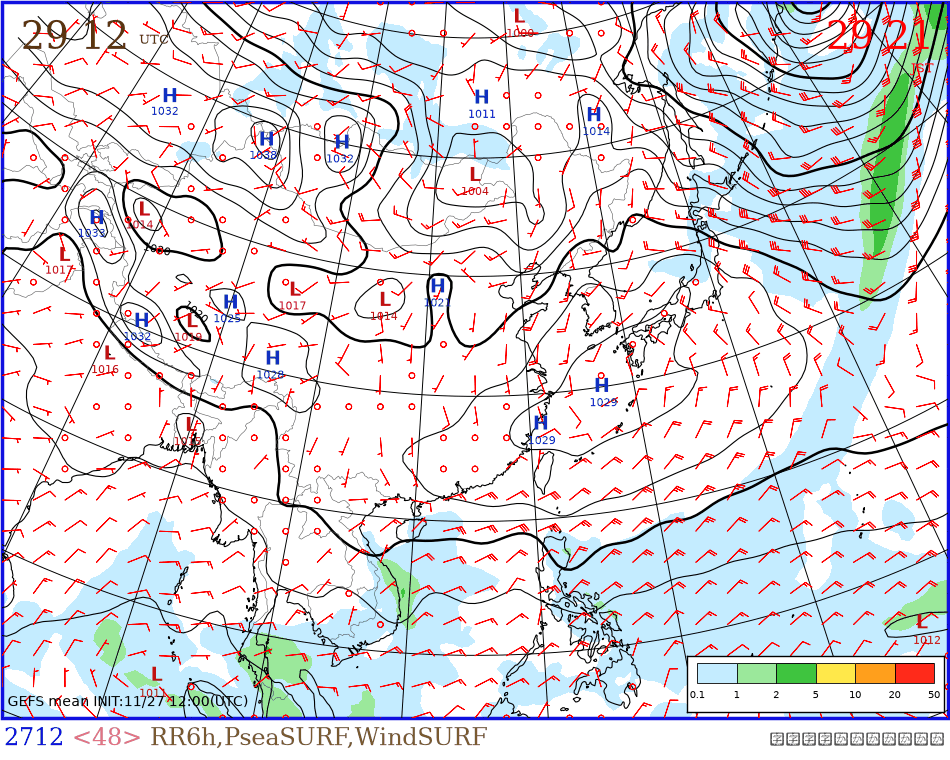 29 12 UTC
29 21 JST
L 1000
H 1032
H 1011
H 1014
H 1038
H 1032
L 1004
H 1033
L 1014
1020
L 1017
L 1017
L 1014
H 1021
H 1025
1020
H 1032
L 1019
L 1016
H 1028
H 1029
H 1029
L
L 1012
L 1011
GEFS mean INIT:11/27 12:00(UTC)
0.1 1 2 5 10 20 50
2712 <48> RR6h,PseaSURF,WindSURF